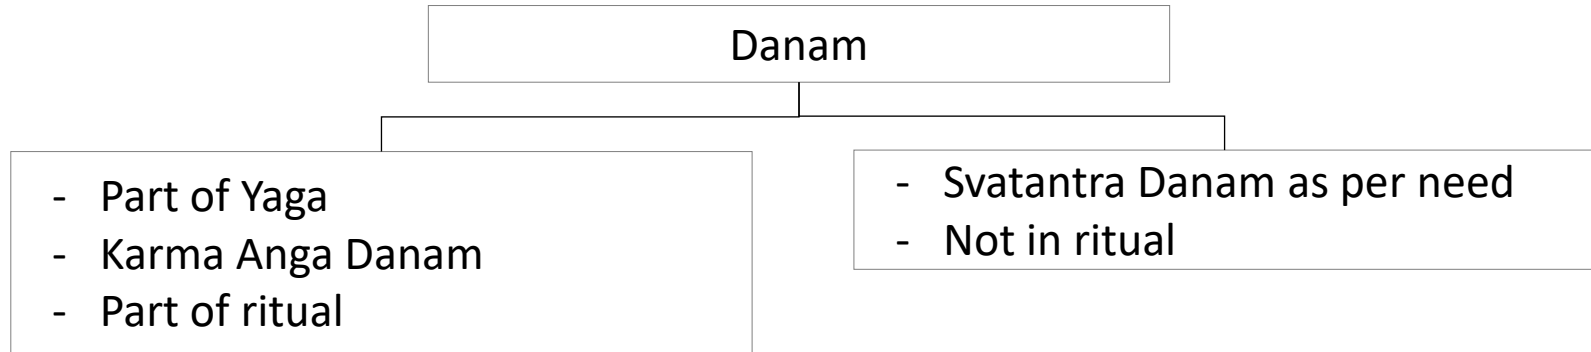 Danam
- Part of Yaga
- Karma Anga Danam
- Part of ritual
- Svatantra Danam as per need
- Not in ritual